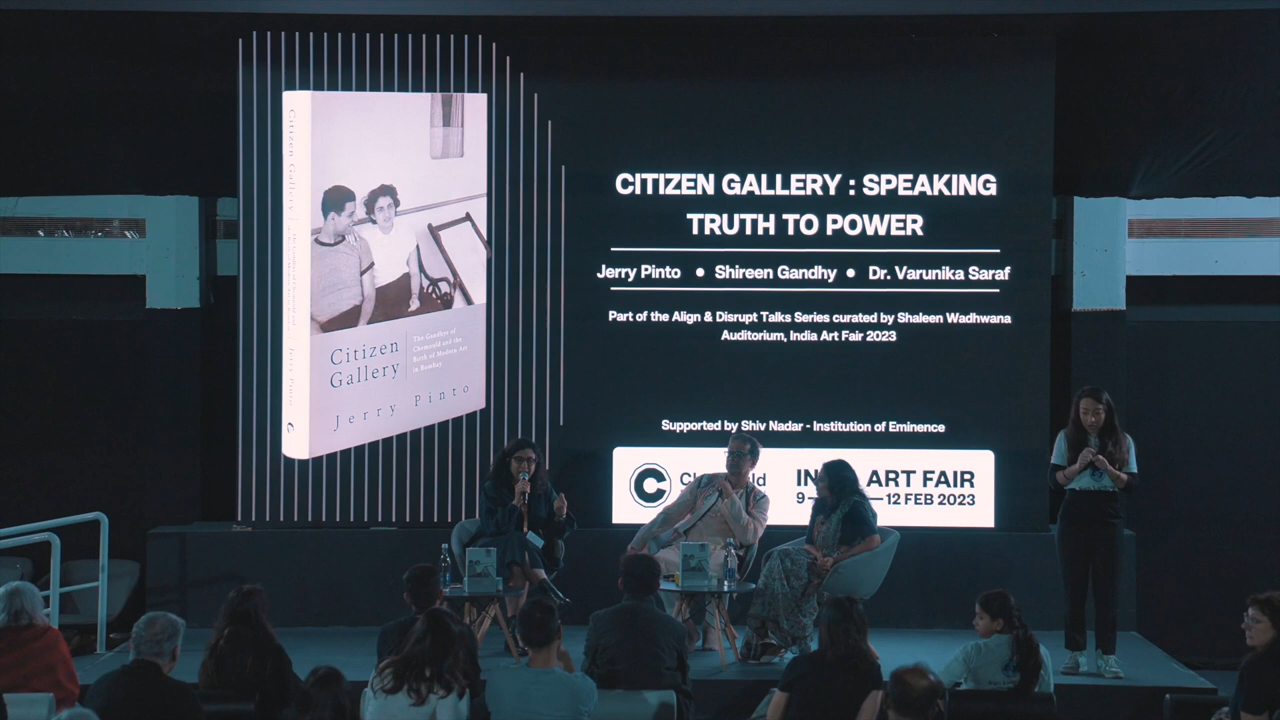 Citizen Gallery
Jerry Pinto
Citizen
Gallery
The Gandhys of
Chemould and the
Birth of Modern Art
in Bombay
Jerry Pinto
CITIZEN GALLERY : SPEAKING
TRUTH TO POWER
Jerry Pinto • Shireen Gandhy • Dr. Varunika Saraf
Part of the Align & Disrupt Talks Series curated by Shaleen Wadhwana
Auditorium, India Art Fair 2023
Supported by Shiv Nadar - Institution of Eminence
ART FAIR
9 12 FEB 2023